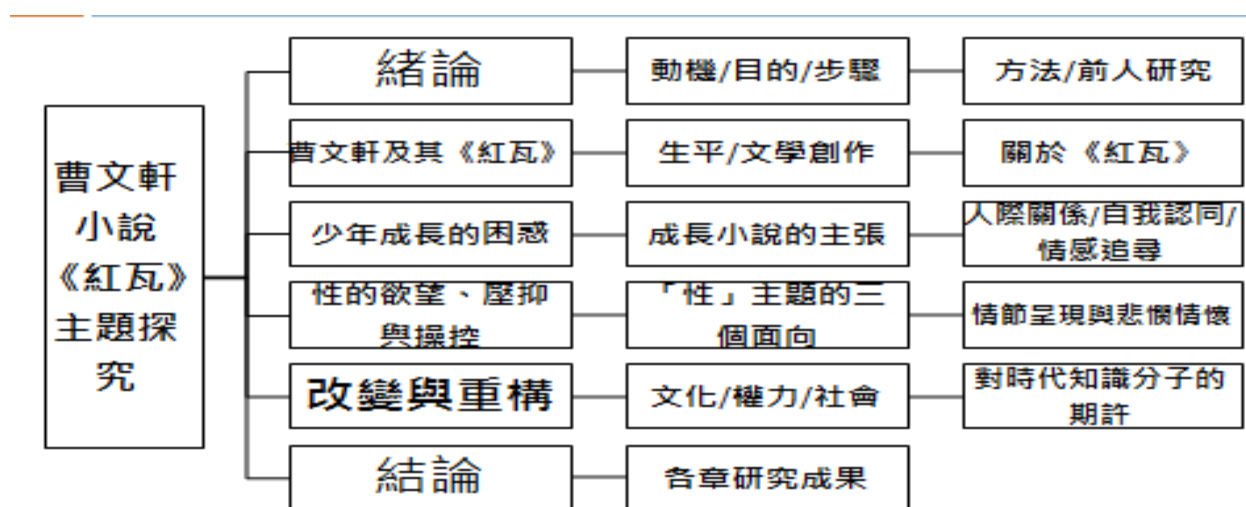 曹文軒
小說
《紅瓦》
主題探
究
緒論
動機/目的/步驟
方法/前人研究
曹文軒及其《紅瓦》
生平/文學創作
關於《紅瓦》
少年成長的困惑
成長小說的主張
人際關係/自我認同/
情感追尋
性的欲望、壓抑
與操控
「性」主題的三
個面向
情節呈現與悲憫情懷
改變與重構
文化/權力/社會
對時代知識分子的
期許
結論
各章研究成果